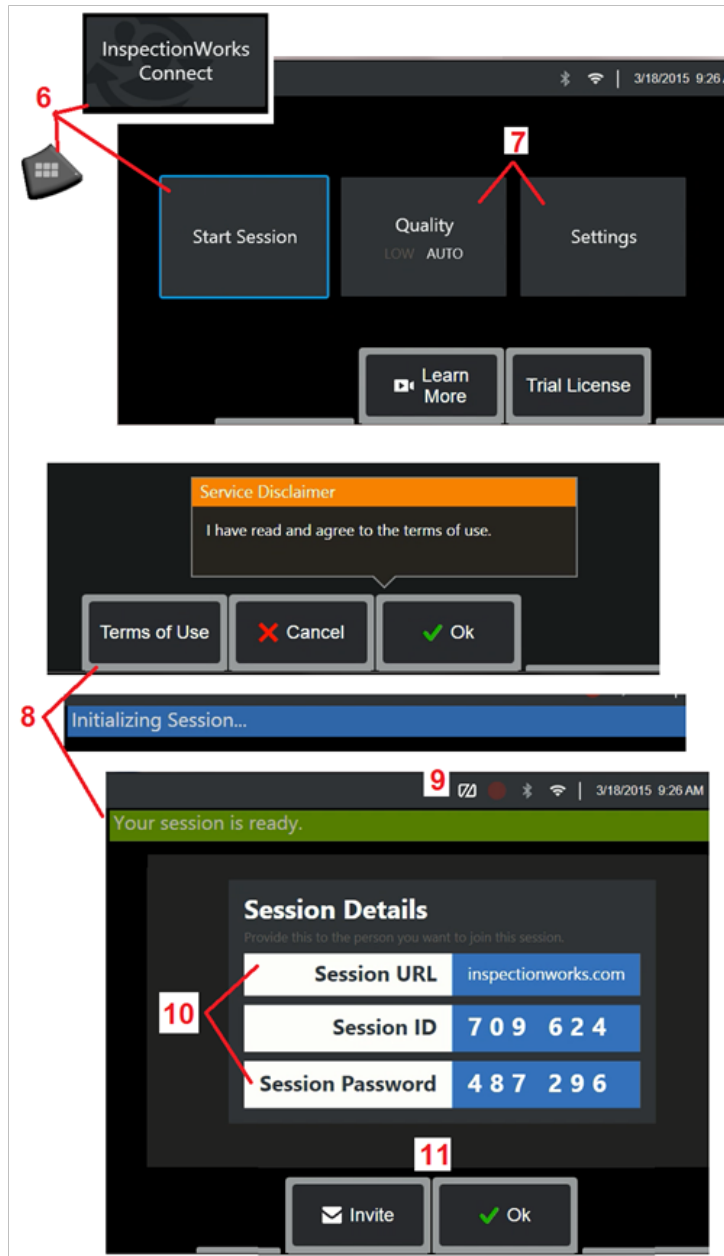 InspectionWorks
Connect
6
3/18/2015 9:26
7
Start Session
Quality
LOW AUTO
Settings
Learn
More
Trial License
Service Disclaimer
I have read and agree to the terms of use.
Terms of Use
Cancel
Ok
8
Initializing Session...
9
3/18/2015 9:26 AM
Your session is ready.
Session Details
Provide this to the person you want to join this session.
Session URL
inspectionworks.com
10
Session ID
709 624
Session Password
487 296
11
Invite
Ok